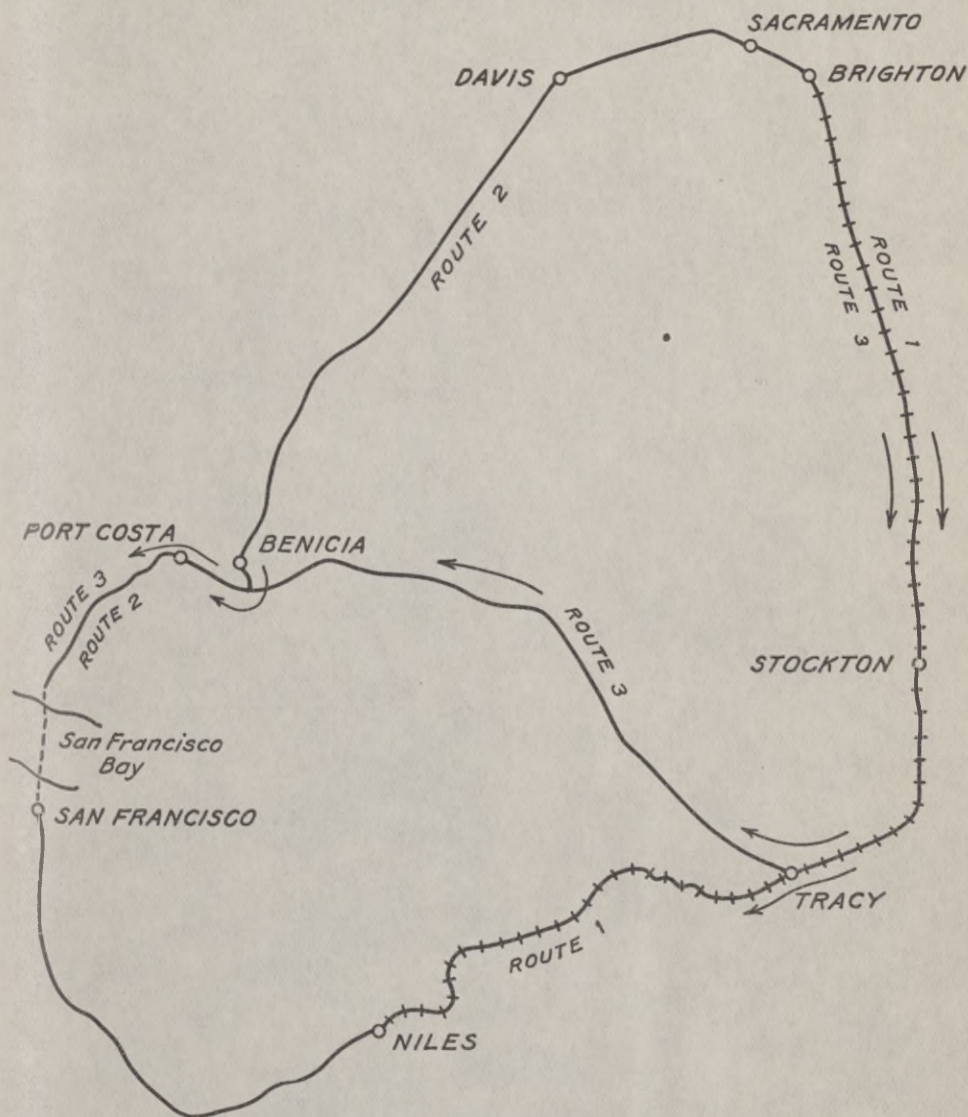 SACRAMENTO
DAVIS
BRIGHTON
ROUTE 2
ROUTE 1
ROUTE 3
PORT COSTA
BENICIA
ROUTE 3
ROUTE 2
ROUTE 3
STOCKTON
San Francisco
Bay
SAN FRANCISCO
TRACY
ROUTE 1
NILES